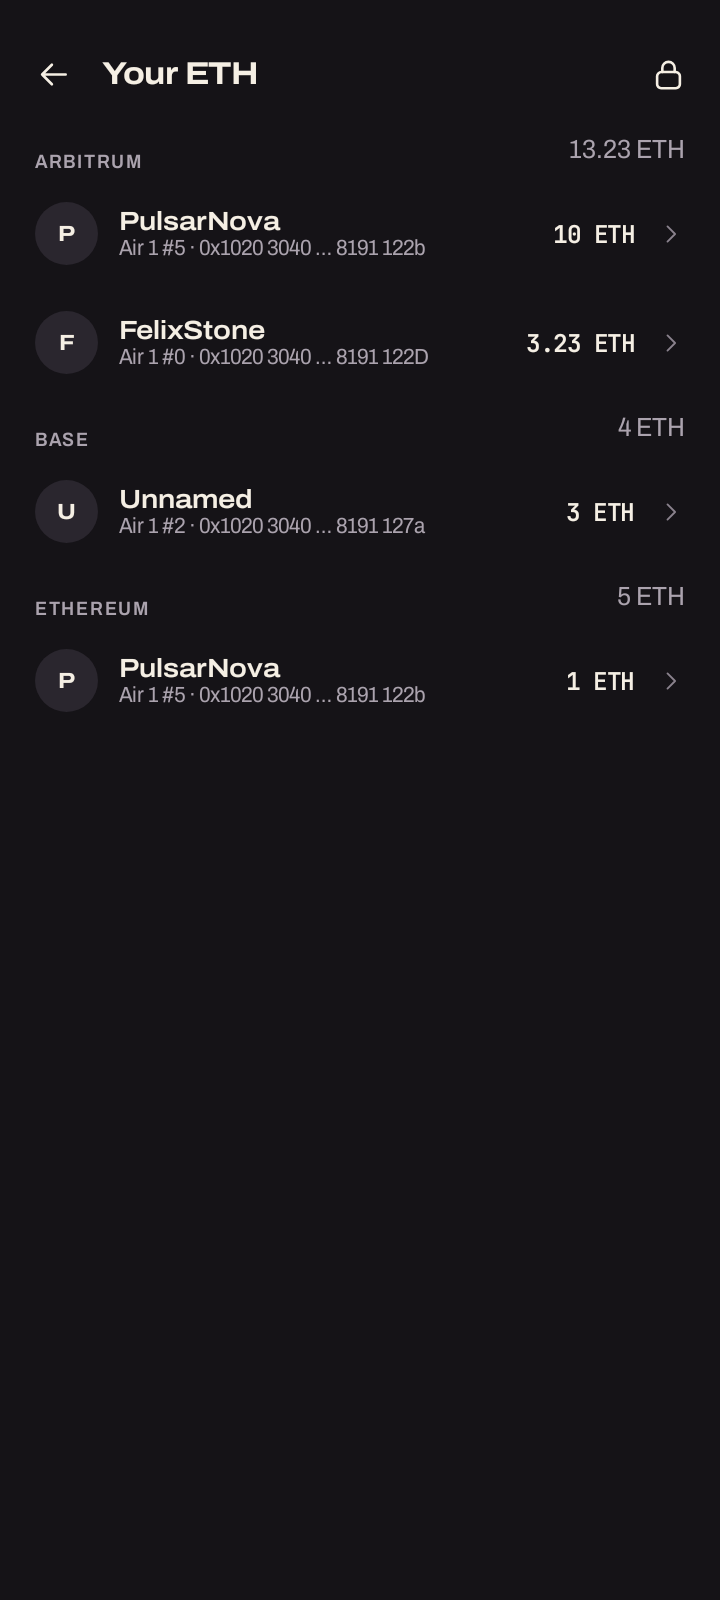 Your ETH
ARBITRUM 13.23 ETH
P PulsarNova 10 ETH
Air 1 #5 · 0x1020 3040 … 8191 122b
F FelixStone 3.23 ETH
Air 1 #0 · 0x1020 3040 … 8191 122D
BASE 4 ETH
U Unnamed 3 ETH
Air 1 #2 · 0x1020 3040 … 8191 127a
ETHEREUM 5 ETH
P PulsarNova 1 ETH
Air 1 #5 · 0x1020 3040 … 8191 122b